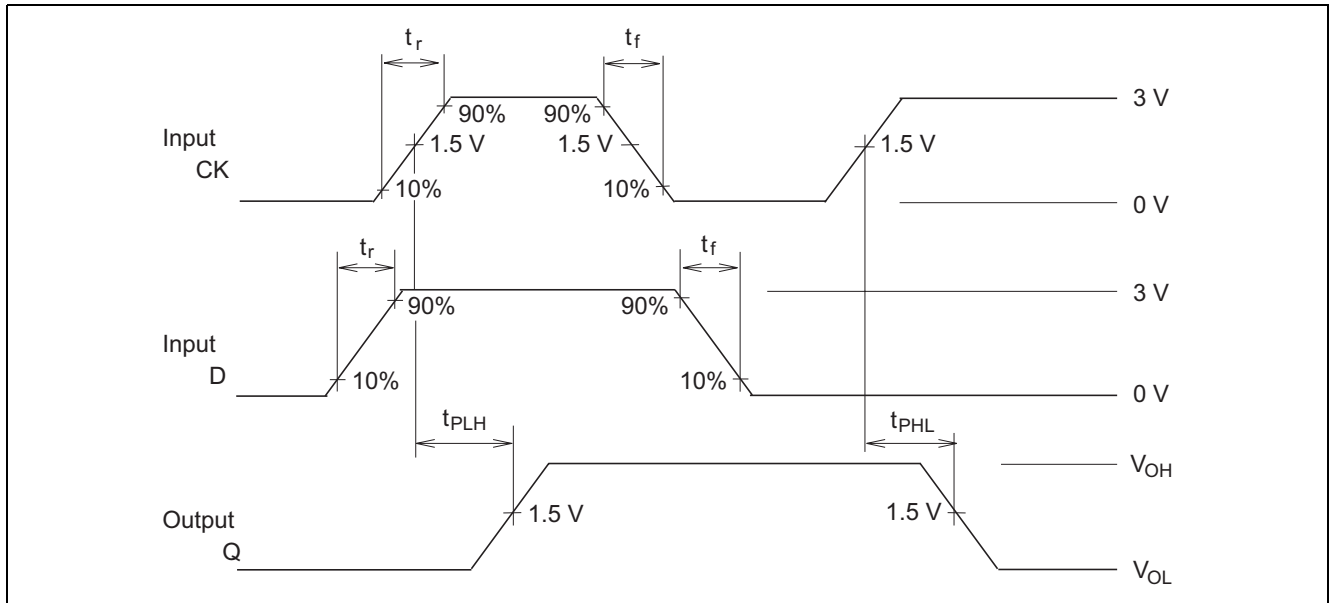 tr tf
90% 90% 3 V
Input CK 1.5 V 1.5 V 1.5 V
10% 10%
0 V
tr tf
90% 90% 3 V
Input D
10% 10% 0 V
tPLH tPHL
VOH
Output Q 1.5 V 1.5 V
VOL